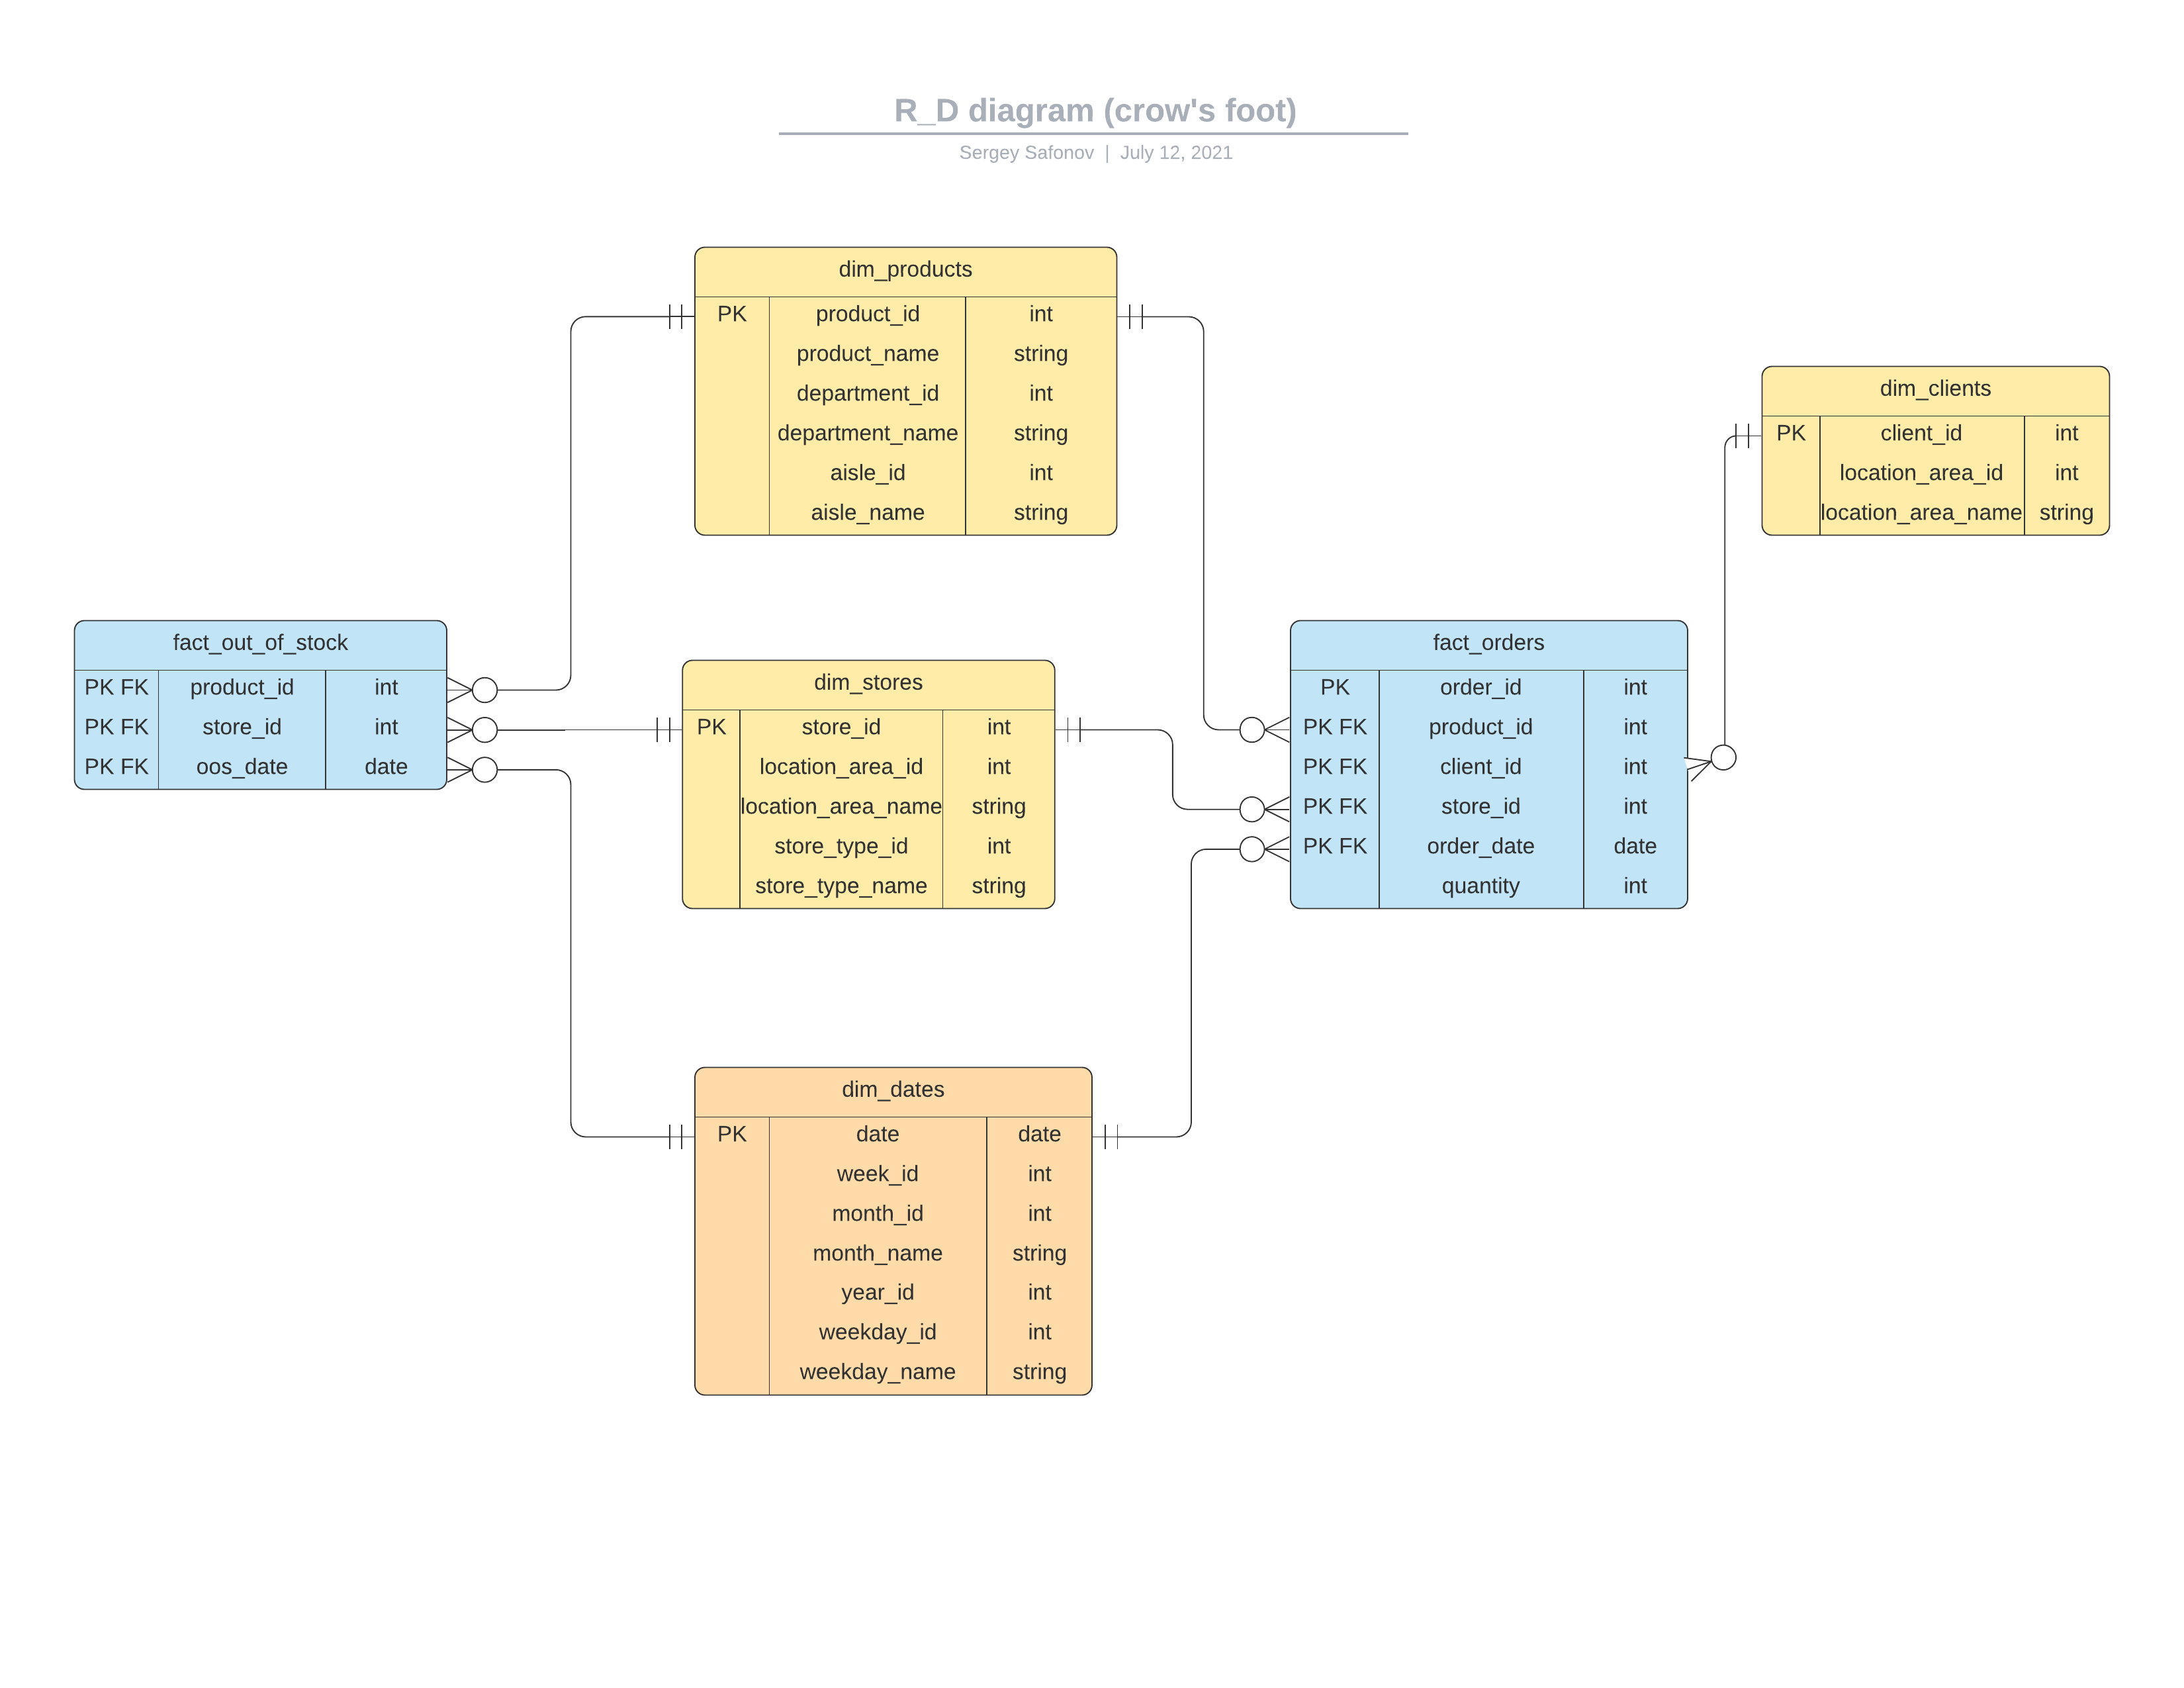 R_D diagram (crow's foot)
Sergey Safonov | July 12, 2021
dim_products
PK product_id int
product_name string
department_id int
department_name string
aisle_id int
aisle_name string
dim_clients
PK client_id int
location_area_id int
location_area_name string
fact_out_of_stock
PK FK product_id int
PK FK store_id int
PK FK oos_date date
dim_stores
PK store_id int
location_area_id int
location_area_name string
store_type_id int
store_type_name string
fact_orders
PK order_id int
PK FK product_id int
PK FK client_id int
PK FK store_id int
PK FK order_date date
quantity int
dim_dates
PK date date
week_id int
month_id int
month_name string
year_id int
weekday_id int
weekday_name string